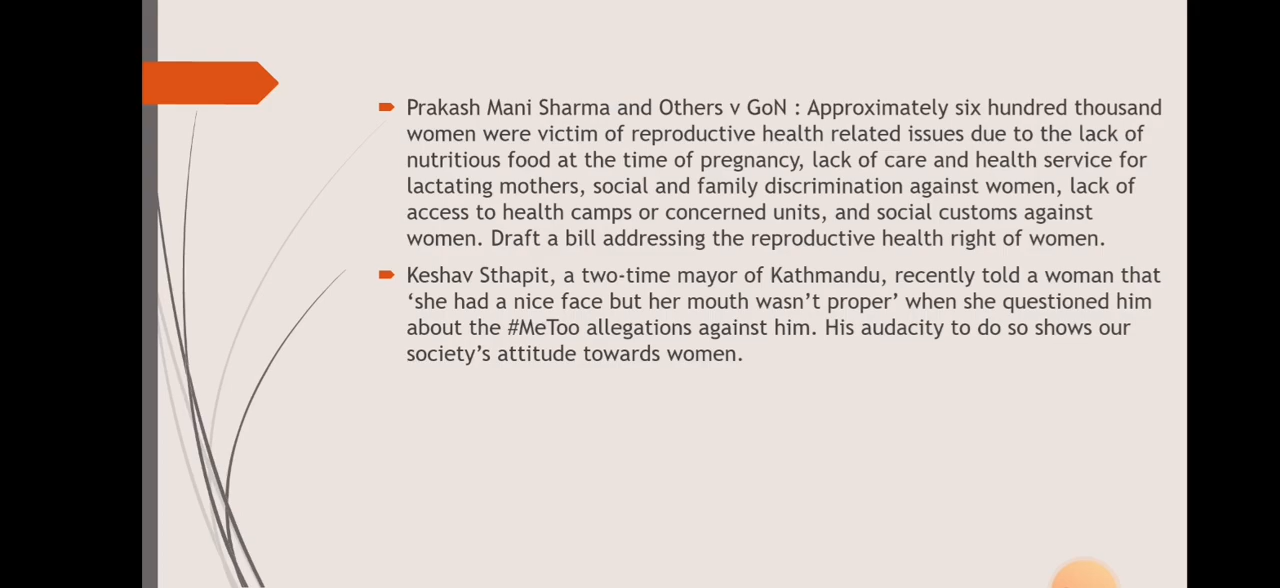 Prakash Mani Sharma and Others v GoN : Approximately six hundred thousand
women were victim of reproductive health related issues due to the lack of
nutritious food at the time of pregnancy, lack of care and health service for
lactating mothers, social and family discrimination against women, lack of
access to health camps or concerned units, and social customs against
women. Draft a bill addressing the reproductive health right of women.
Keshav Sthapit, a two-time mayor of Kathmandu, recently told a woman that
‘she had a nice face but her mouth wasn’t proper’ when she questioned him
about the #MeToo allegations against him. His audacity to do so shows our
society’s attitude towards women.